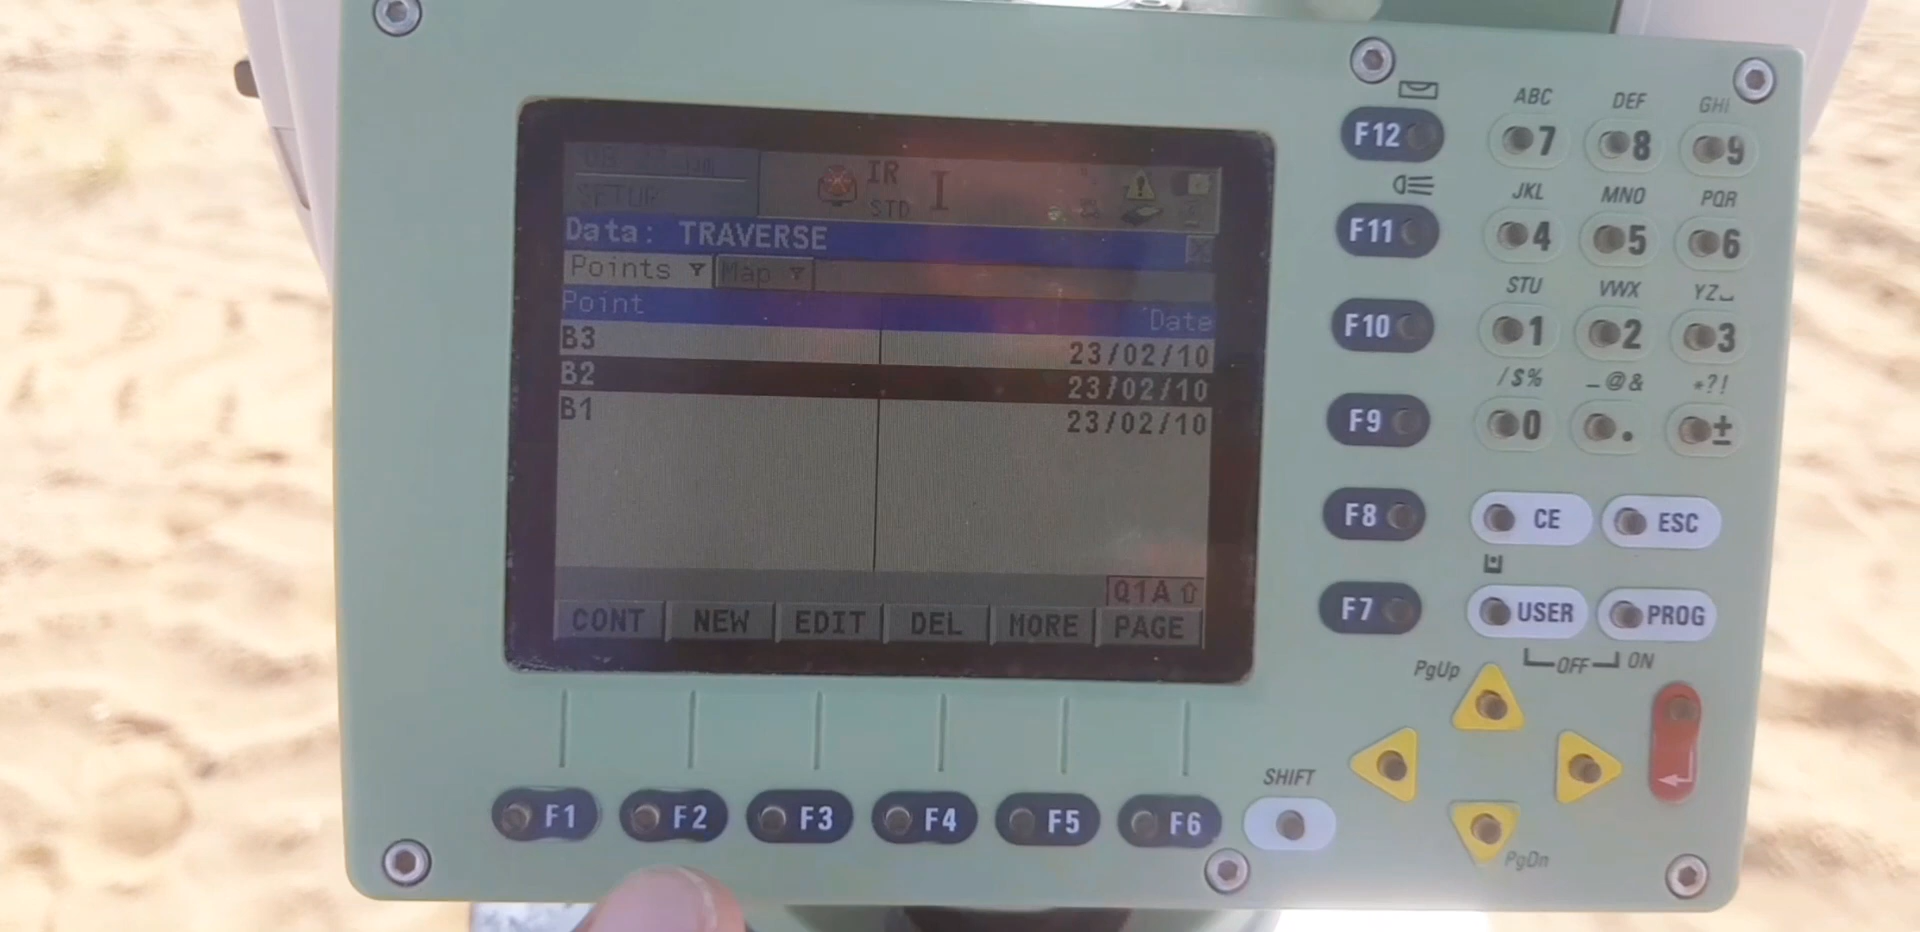 SETUP
IR
STD
I
Data: TRAVERSE
Points Map
Point Date
B3 23/02/10
B2 23/02/10
B1 23/02/10
Q1A
CONT NEW EDIT DEL MORE PAGE
F1 F2 F3 F4 F5 F6 SHIFT
F12
F11
F10
F9
F8
F7
ABC DEF GHI
7 8 9
JKL MNO PQR
4 5 6
STU VWX YZ␣
1 2 3
/$% _@& *?!
0 . ±
CE ESC
USER PROG
OFF ON
PgUp
PgDn